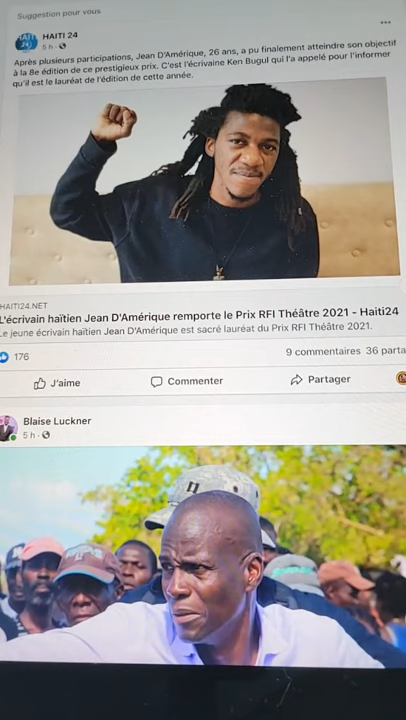 Suggestion pour vous
HAITI 24
5 h
Après plusieurs participations, Jean D'Amérique, 26 ans, a pu finalement atteindre son objectif
à la 8e édition de ce prestigieux prix. C'est l'écrivaine Ken Bugul qui l'a appelé pour l'informer
qu'il est le lauréat de l'édition de cette année.
HAITI24.NET
L'écrivain haïtien Jean D'Amérique remporte le Prix RFI Théâtre 2021 - Haiti24
Le jeune écrivain haïtien Jean D'Amérique est sacré lauréat du Prix RFI Théâtre 2021.
176
9 commentaires 36 parta
J'aime
Commenter
Partager
Blaise Luckner
5 h